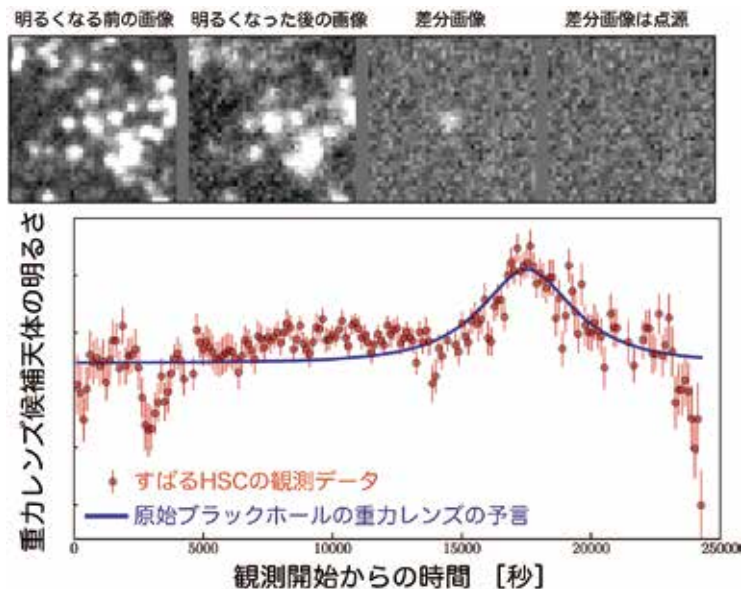 明るくなる前の画像
明るくなった後の画像
差分画像
差分画像は点源
重力レンズ候補天体の明るさ
すばるHSCの観測データ
原始ブラックホールの重力レンズの予言
0
5000
10000
15000
20000
25000
観測開始からの時間 [秒]